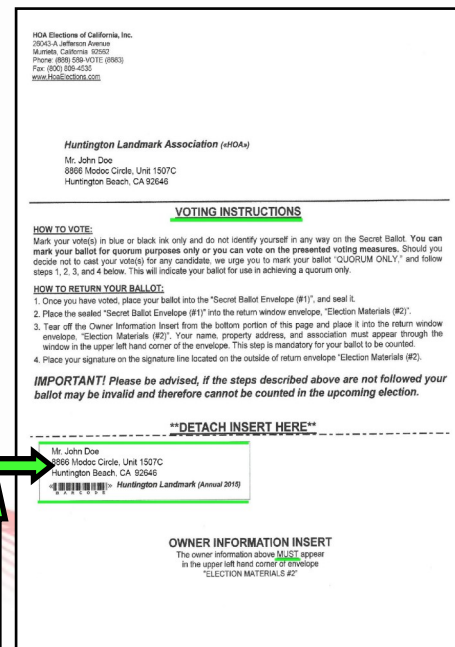 HOA Elections of California, Inc.
26043-A Jefferson Avenue
Murrieta, California 92562
Phone: (888) 569-VOTE (8683)
Fax: (800) 809-4535
www.HoaElections.com
Huntington Landmark Association («HOA»)
Mr. John Doe
8866 Modoc Circle, Unit 1507C
Huntington Beach, CA 92646
VOTING INSTRUCTIONS
HOW TO VOTE:
Mark your vote(s) in blue or black ink only and do not identify yourself in any way on the Secret Ballot. You can
mark your ballot for quorum purposes only or you can vote on the presented voting measures. Should you
decide not to cast your vote(s) for any candidate, we urge you to mark your ballot "QUORUM ONLY," and follow
steps 1, 2, 3, and 4 below. This will indicate your ballot for use in achieving a quorum only.
HOW TO RETURN YOUR BALLOT:
1. Once you have voted, place your ballot into the "Secret Ballot Envelope (#1)", and seal it.
2. Place the sealed "Secret Ballot Envelope (#1)" into the return window envelope, "Election Materials (#2)".
3. Tear off the Owner Information Insert from the bottom portion of this page and place it into the return window
envelope, "Election Materials (#2)". Your name, property address, and association must appear through the
window in the upper left hand corner of the envelope. This step is mandatory for your ballot to be counted.
4. Place your signature on the signature line located on the outside of return envelope "Election Materials (#2).
IMPORTANT! Please be advised, if the steps described above are not followed your
ballot may be invalid and therefore cannot be counted in the upcoming election.
**DETACH INSERT HERE**
Mr. John Doe
8866 Modoc Circle, Unit 1507C
Huntington Beach, CA 92646
« » Huntington Landmark (Annual 2015)
BARCODE
OWNER INFORMATION INSERT
The owner information above MUST appear
in the upper left hand corner of envelope
"ELECTION MATERIALS #2"